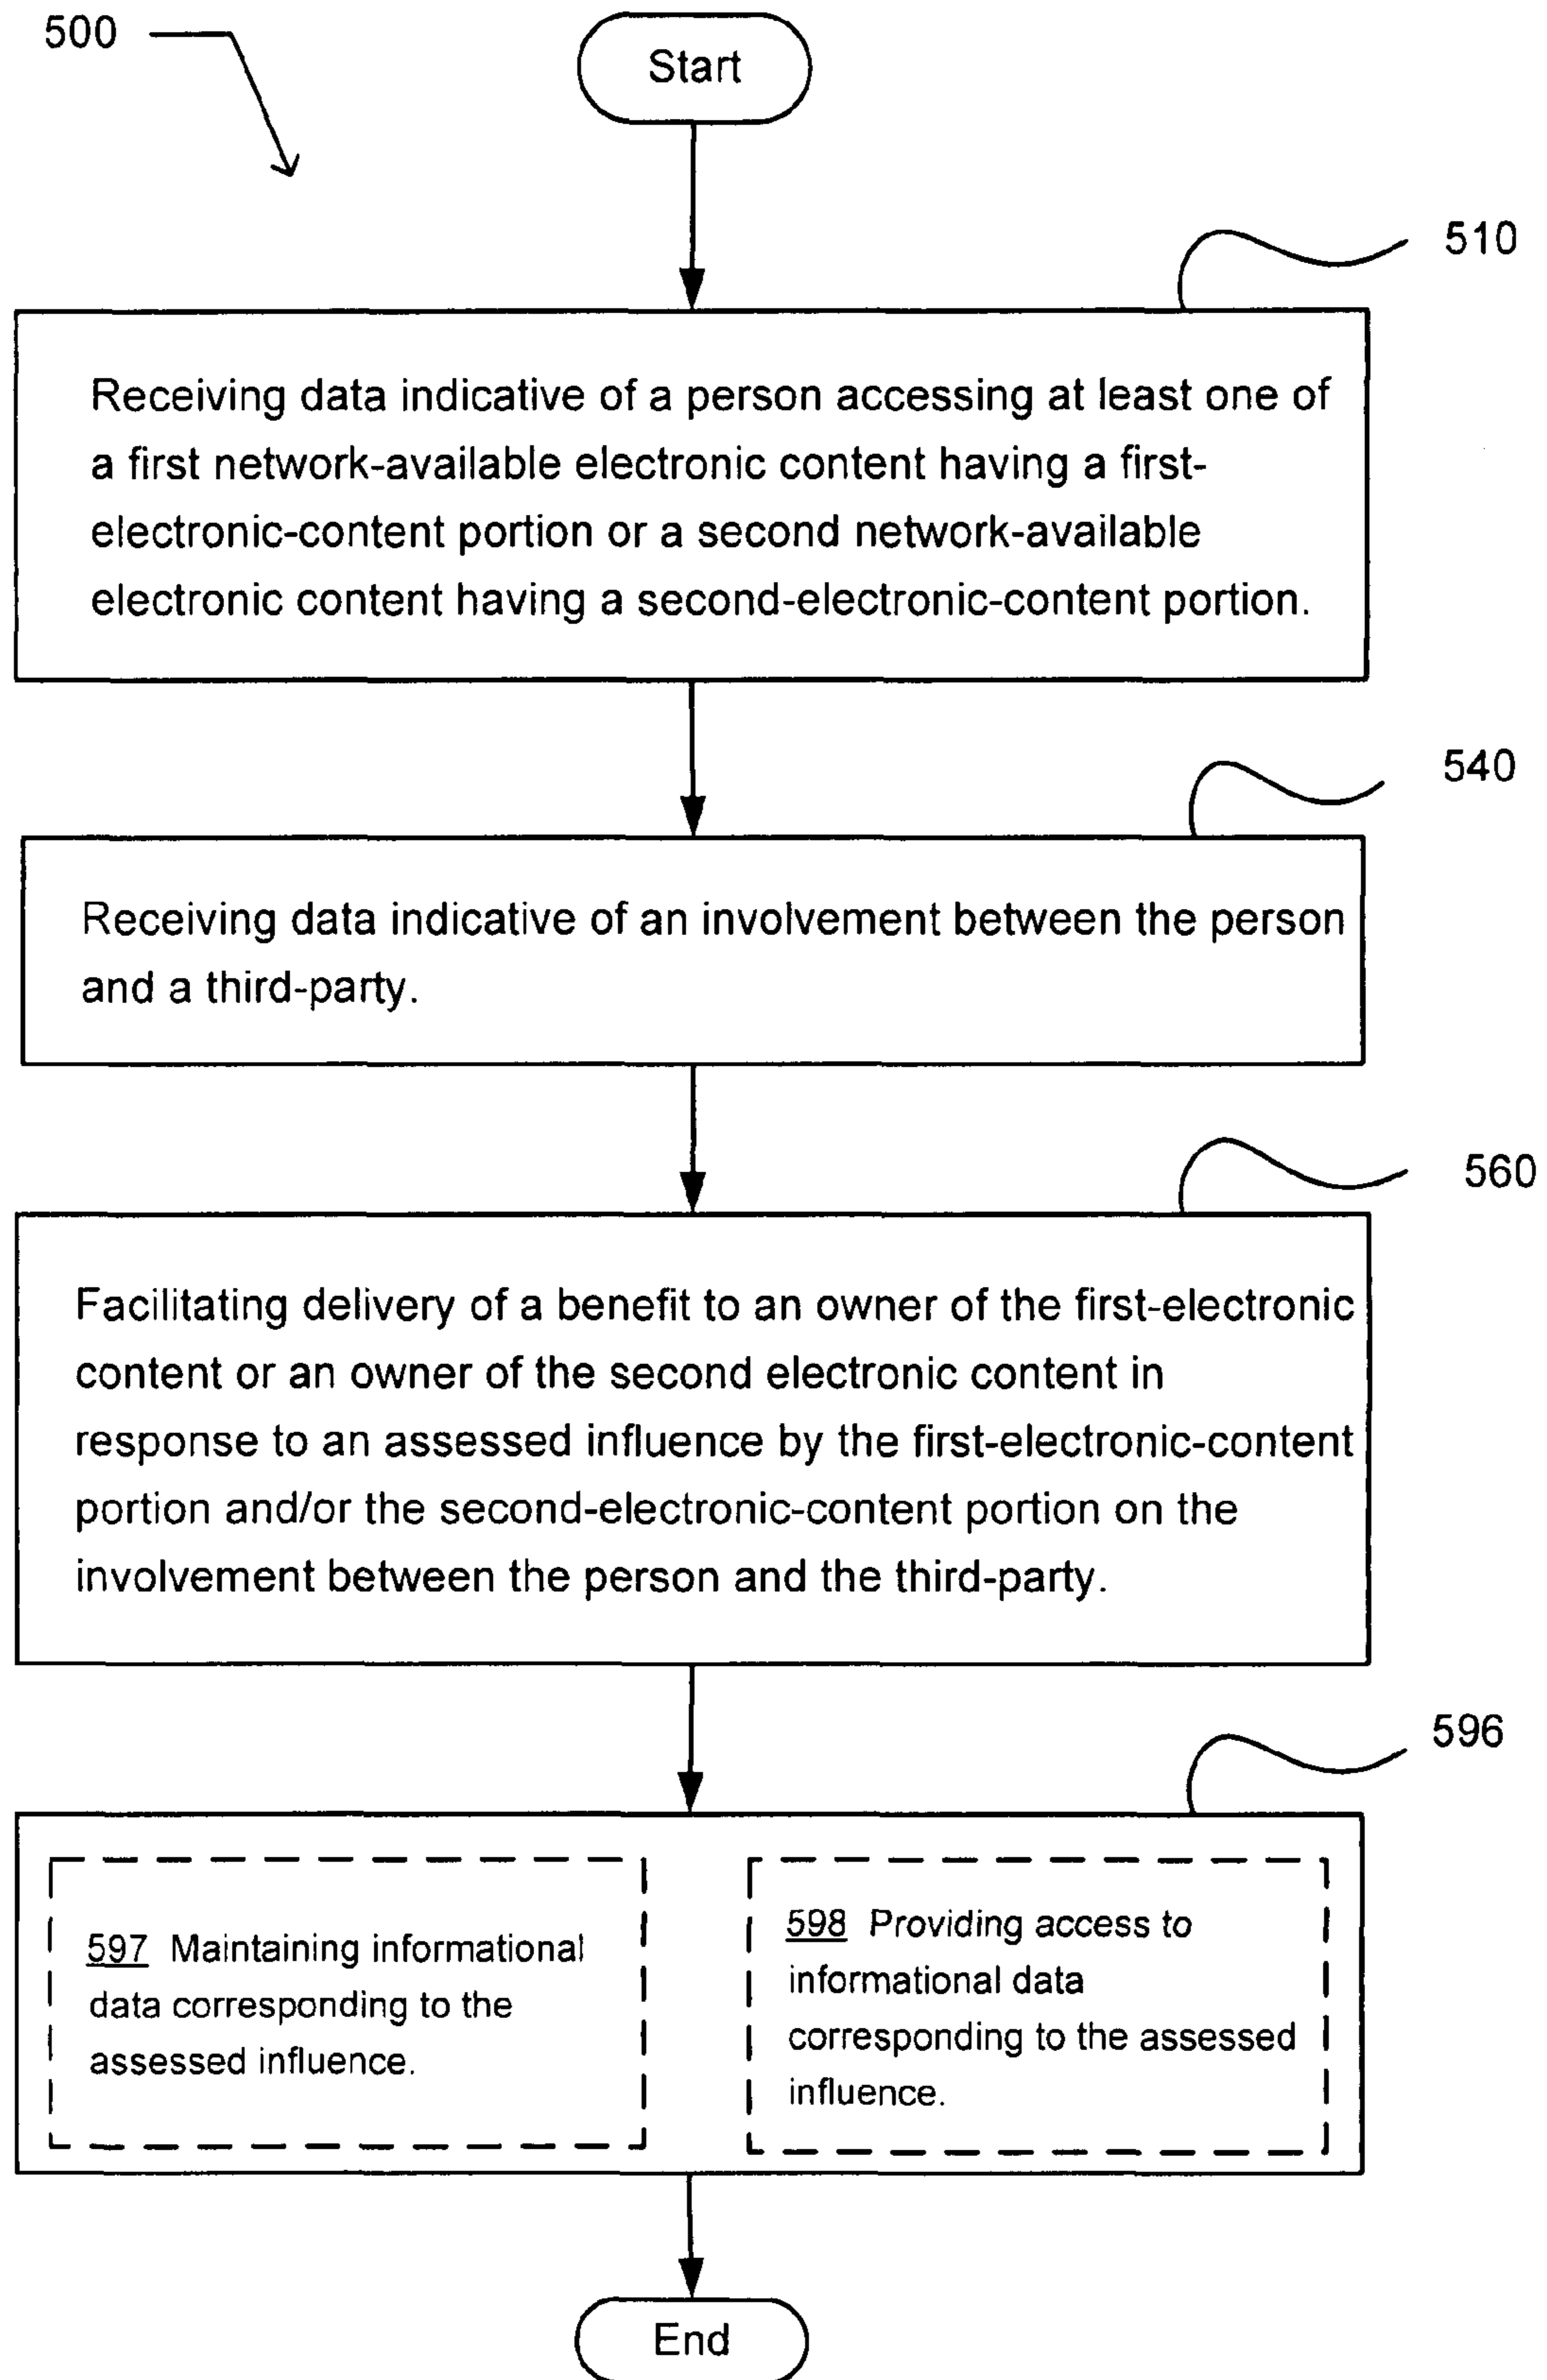 500
Start
510
Receiving data indicative of a person accessing at least one of
a first network-available electronic content having a first-
electronic-content portion or a second network-available
electronic content having a second-electronic-content portion.
540
Receiving data indicative of an involvement between the person
and a third-party.
560
Facilitating delivery of a benefit to an owner of the first-electronic
content or an owner of the second electronic content in
response to an assessed influence by the first-electronic-content
portion and/or the second-electronic-content portion on the
involvement between the person and the third-party.
596
597 Maintaining informational
data corresponding to the
assessed influence.
598 Providing access to
informational data
corresponding to the assessed
influence.
End